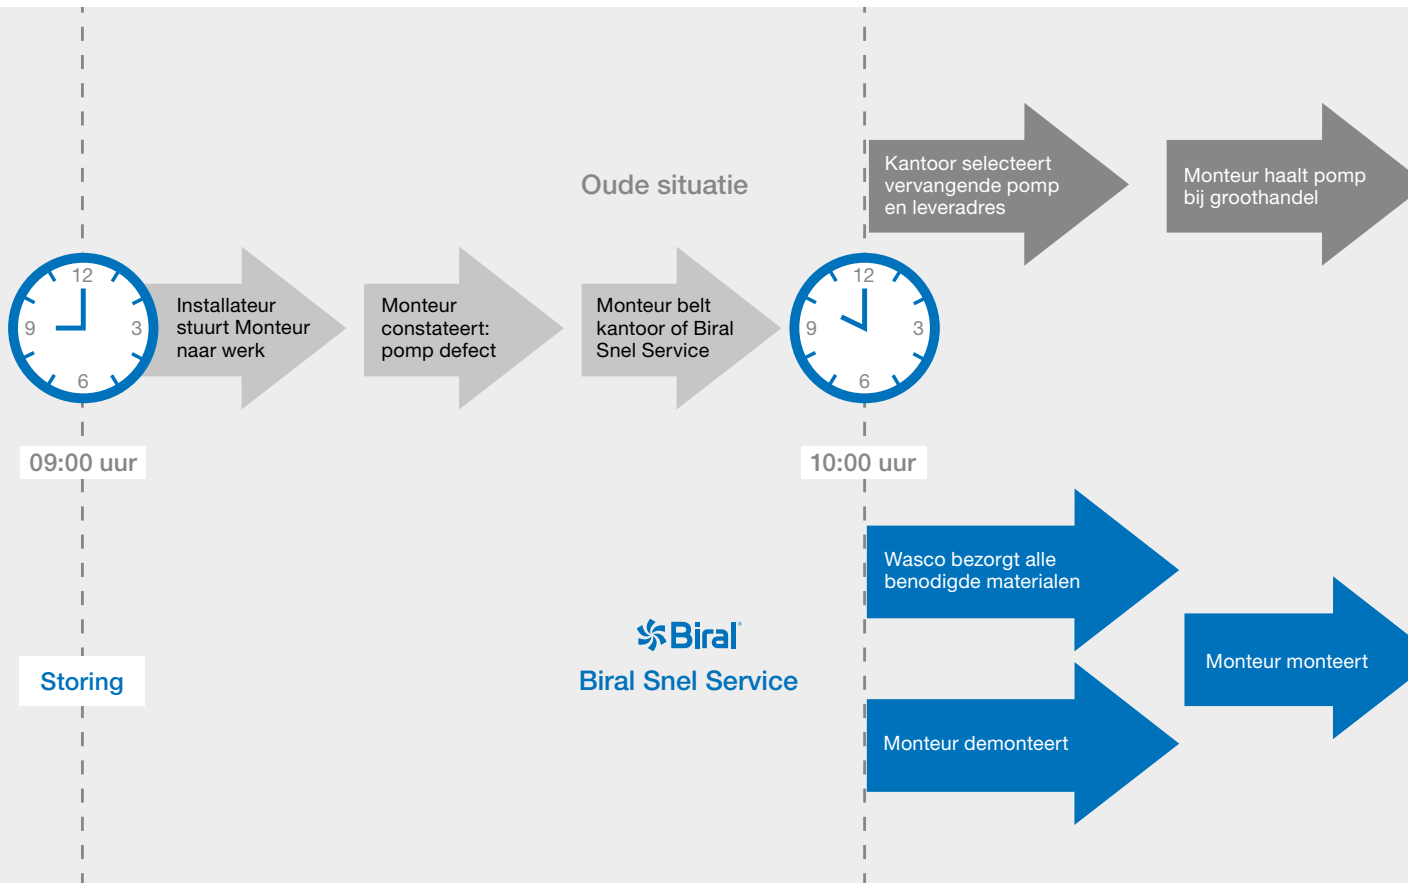 Oude situatie
Kantoor selecteert
vervangende pomp
en leveradres
Monteur haalt pomp
bij groothandel
12
9
3
6
Installateur
stuurt Monteur
naar werk
Monteur
constateert:
pomp defect
Monteur belt
kantoor of Biral
Snel Service
12
9
3
6
09:00 uur
10:00 uur
Wasco bezorgt alle
benodigde materialen
Biral
Biral Snel Service
Storing
Monteur monteert
Monteur demonteert